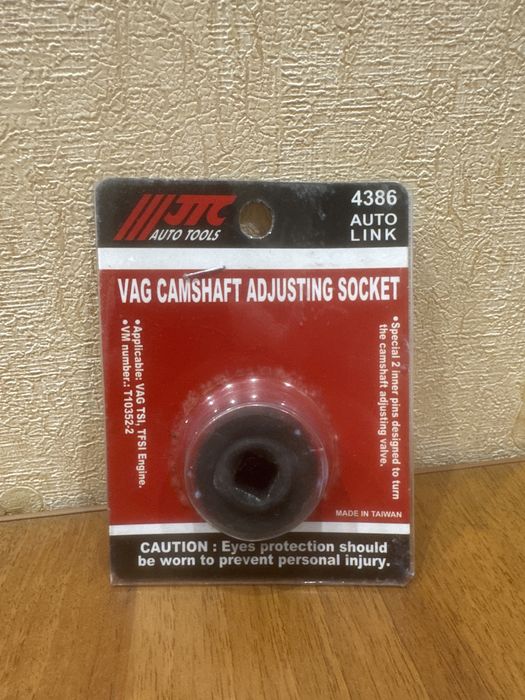 JTC
AUTO TOOLS
4386
AUTO
LINK
VAG CAMSHAFT ADJUSTING SOCKET
•Applicable: VAG TSI, TFSI Engine.
•VM number.: T10352-2
•Special 2 inner pins designed to turn
the camshaft adjusting valve.
MADE IN TAIWAN
CAUTION : Eyes protection should
be worn to prevent personal injury.